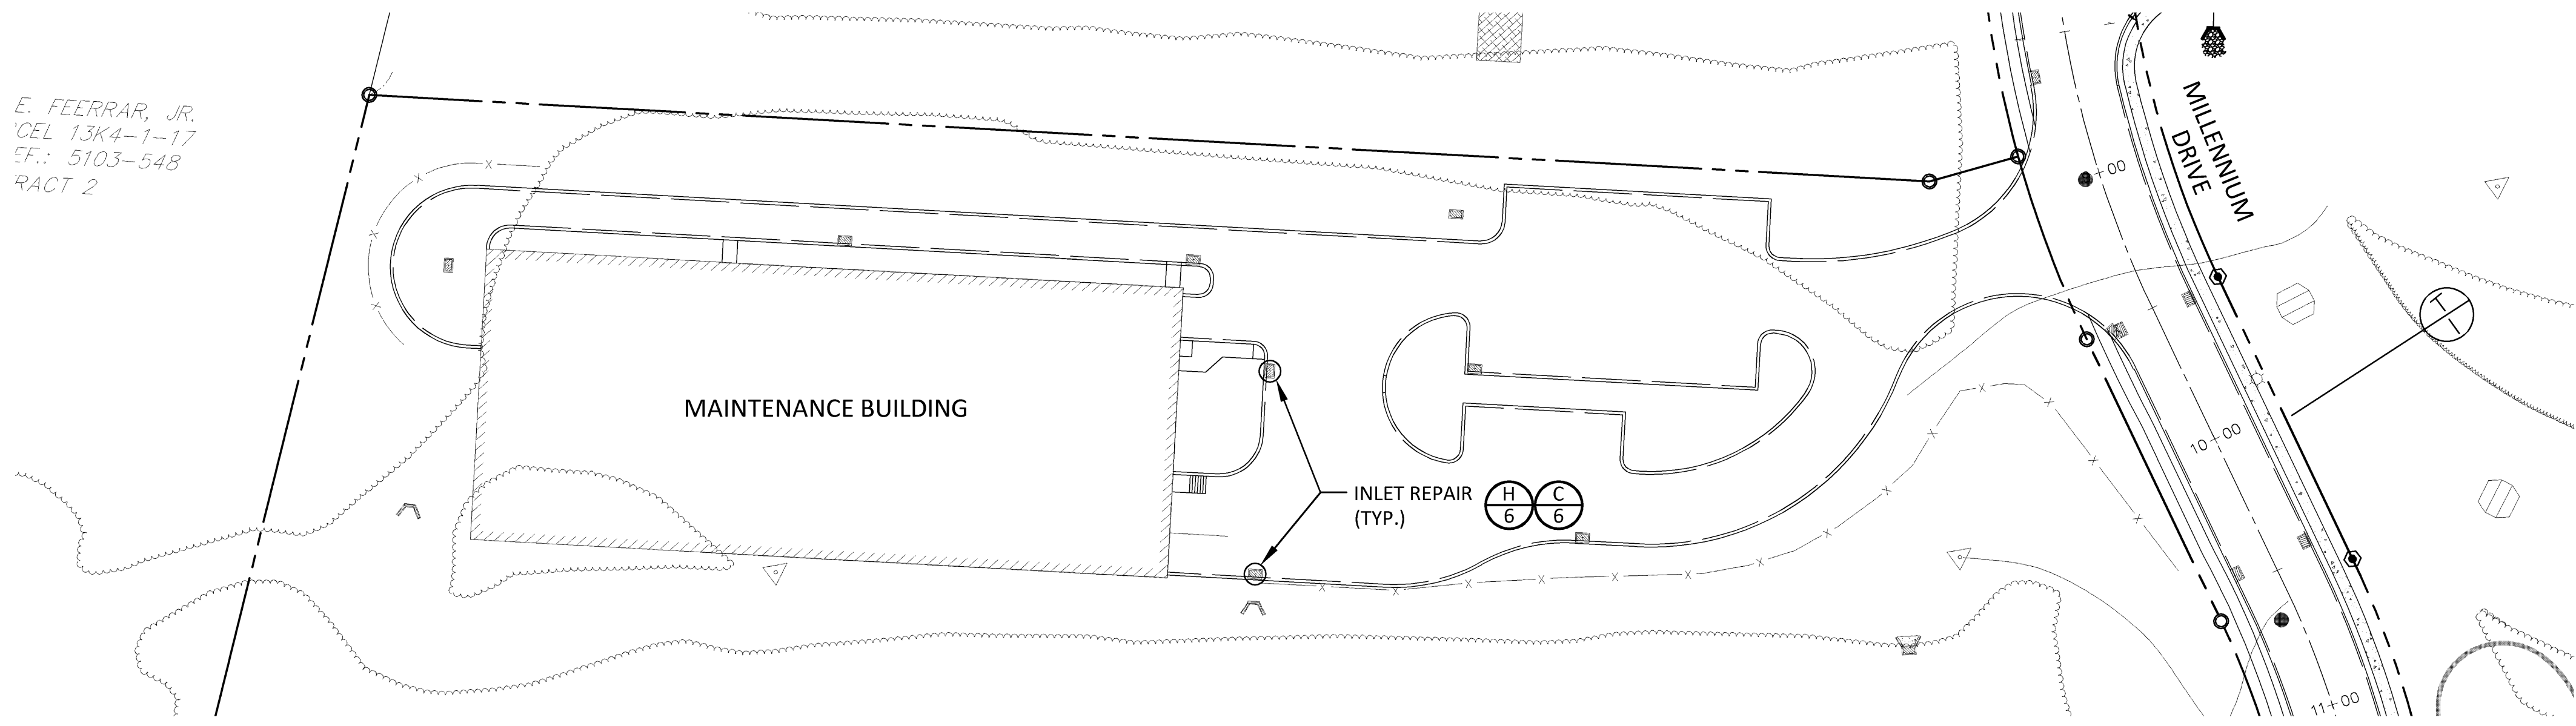 E. FEERRAR, JR.
CEL 13K4-1-17
EF.: 5103-548
RACT 2
MILLENNIUM
DRIVE
+00
MAINTENANCE BUILDING
INLET REPAIR
(TYP.)
H
6
C
6
10+00
11+00